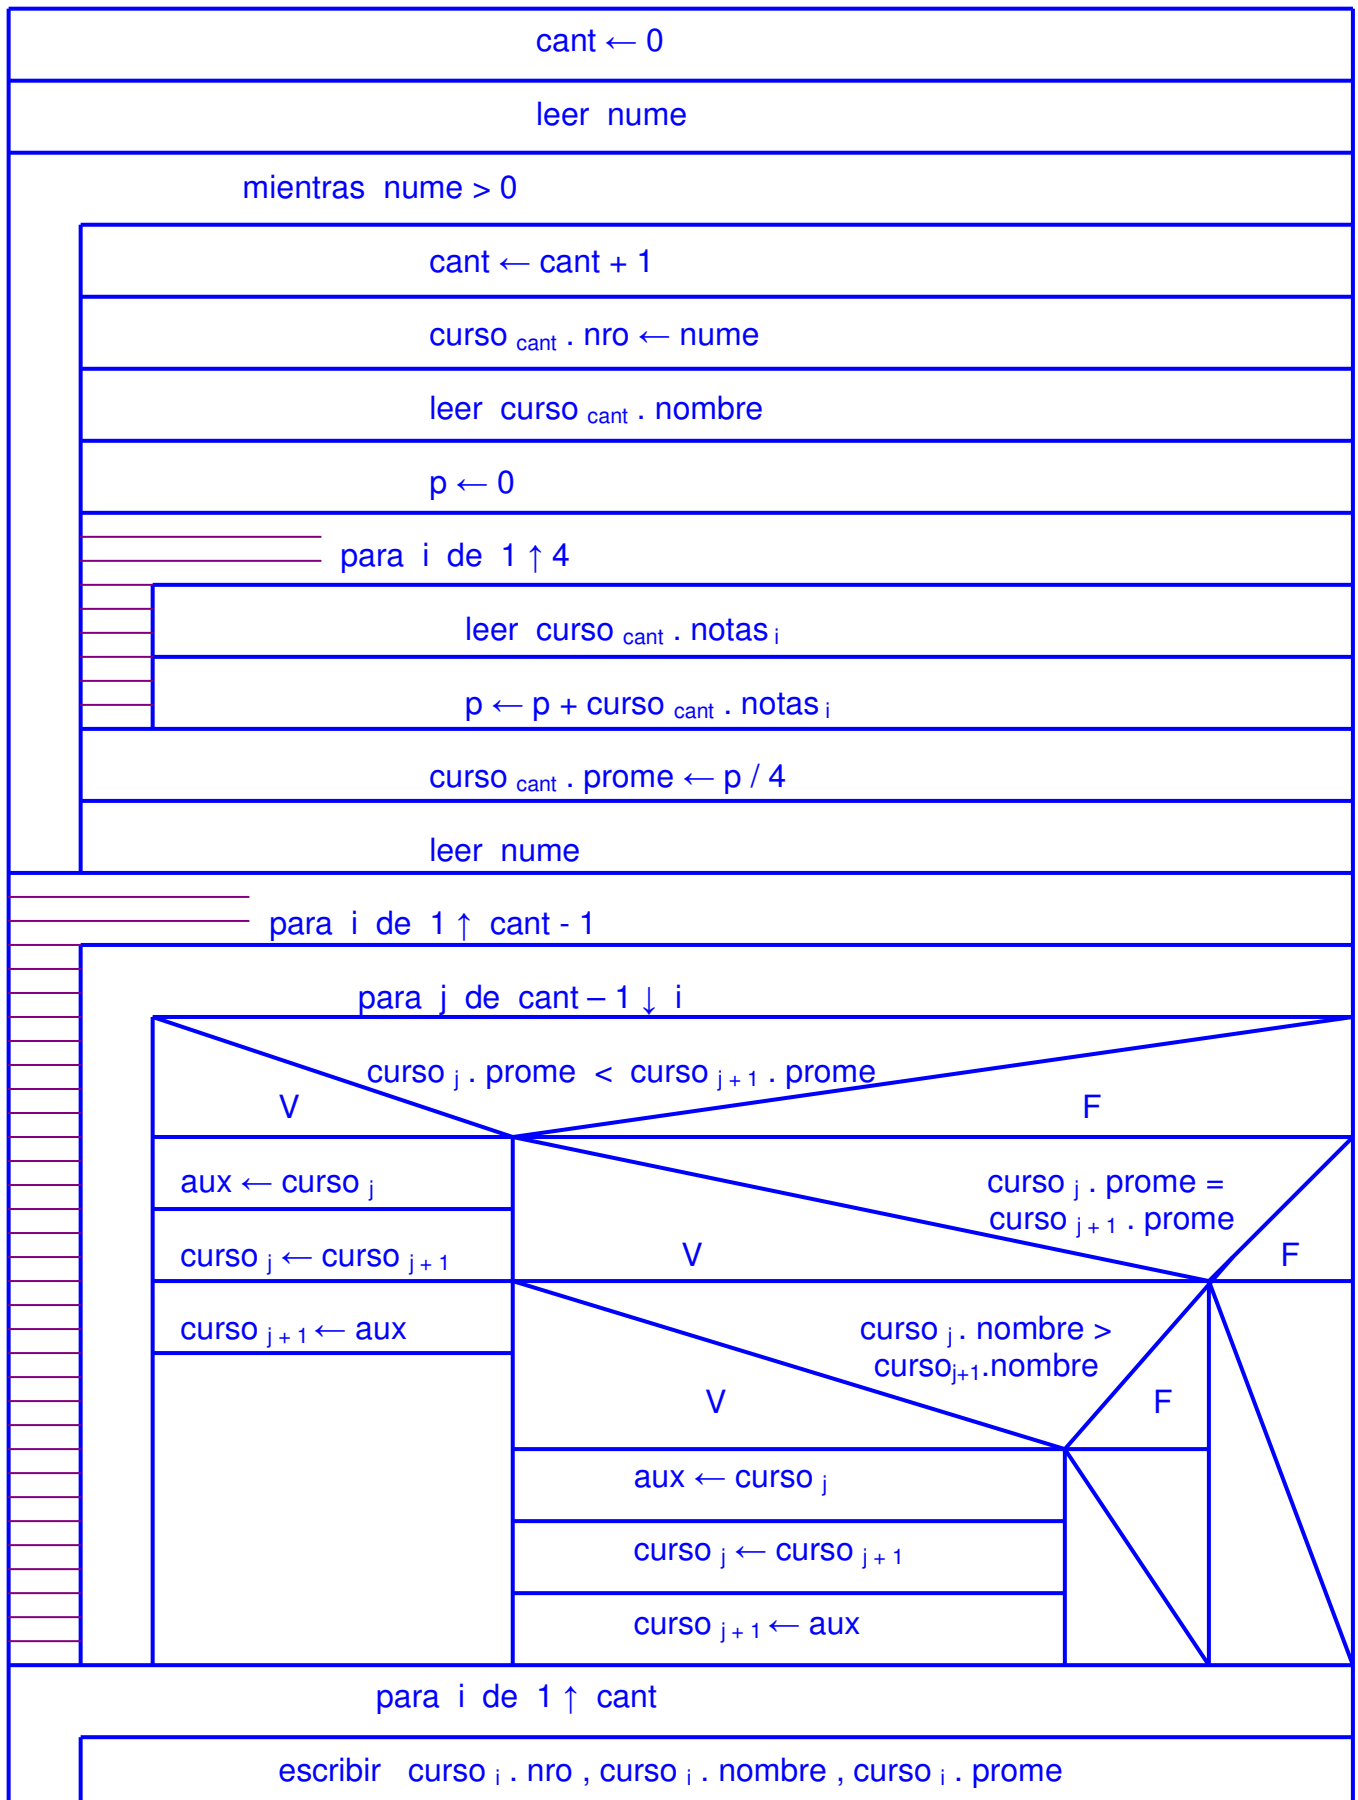 cant ← 0
leer nume
mientras nume > 0
cant ← cant + 1
curso cant . nro ← nume
leer curso cant . nombre
p ← 0
para i de 1 ↑ 4
leer curso cant . notas i
p ← p + curso cant . notas i
curso cant . prome ← p / 4
leer nume
para i de 1 ↑ cant - 1
para j de cant – 1 ↓ i
curso j . prome < curso j + 1 . prome
V F
aux ← curso j
curso j ← curso j + 1
curso j + 1 ← aux
curso j . prome =
curso j + 1 . prome
V F
curso j . nombre >
curso j+1.nombre
V F
aux ← curso j
curso j ← curso j + 1
curso j + 1 ← aux
para i de 1 ↑ cant
escribir curso i . nro , curso i . nombre , curso i . prome